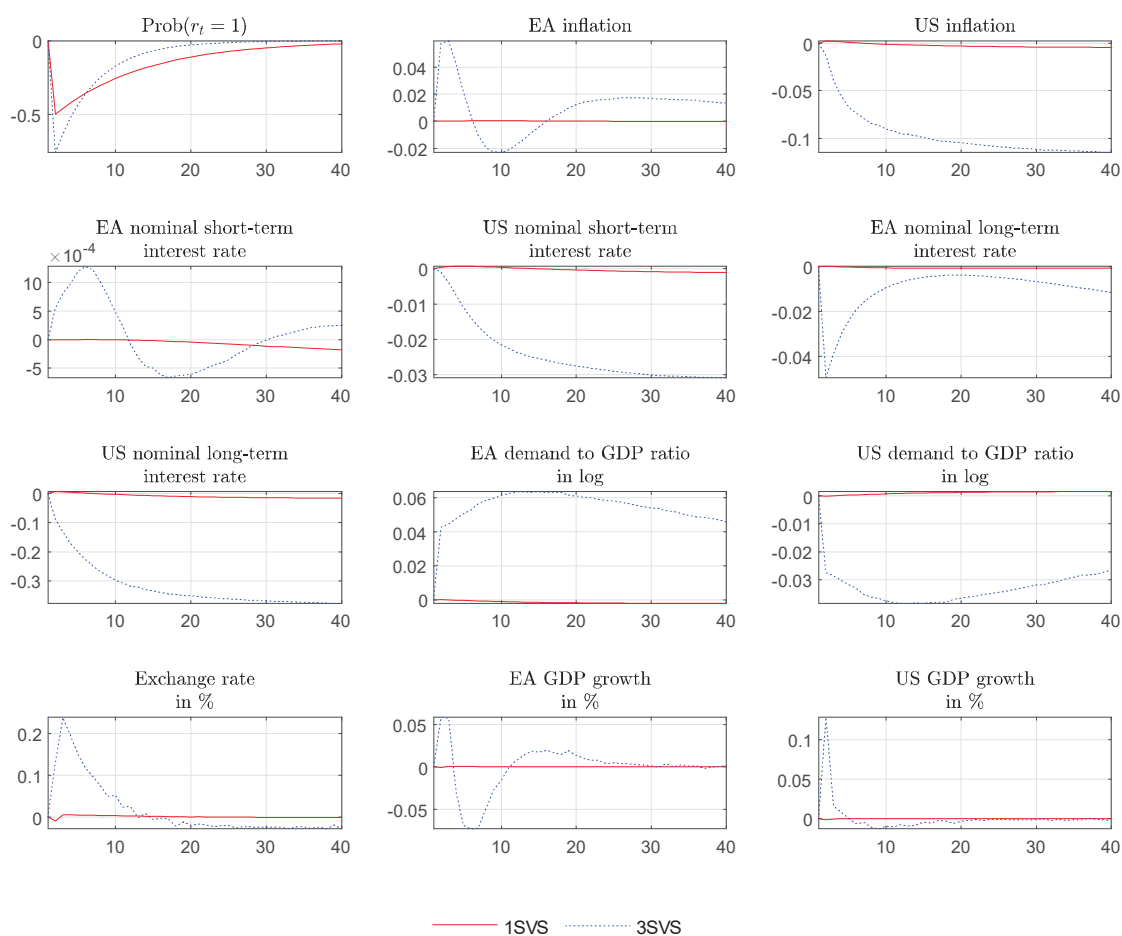 Prob(r_t = 1)
EA inflation
US inflation
0
-0.5
10 20 30 40
0.04
0.02
0
-0.02
10 20 30 40
0
-0.05
-0.1
10 20 30 40
EA nominal short-term
interest rate
US nominal short-term
interest rate
EA nominal long-term
interest rate
×10^-4
10
5
0
-5
10 20 30 40
0
-0.01
-0.02
-0.03
10 20 30 40
0
-0.02
-0.04
10 20 30 40
US nominal long-term
interest rate
EA demand to GDP ratio
in log
US demand to GDP ratio
in log
0
-0.1
-0.2
-0.3
10 20 30 40
0.06
0.04
0.02
0
10 20 30 40
0
-0.01
-0.02
-0.03
10 20 30 40
Exchange rate
in %
EA GDP growth
in %
US GDP growth
in %
0.2
0.1
0
10 20 30 40
0.05
0
-0.05
10 20 30 40
0.1
0.05
0
10 20 30 40
1SVS 3SVS